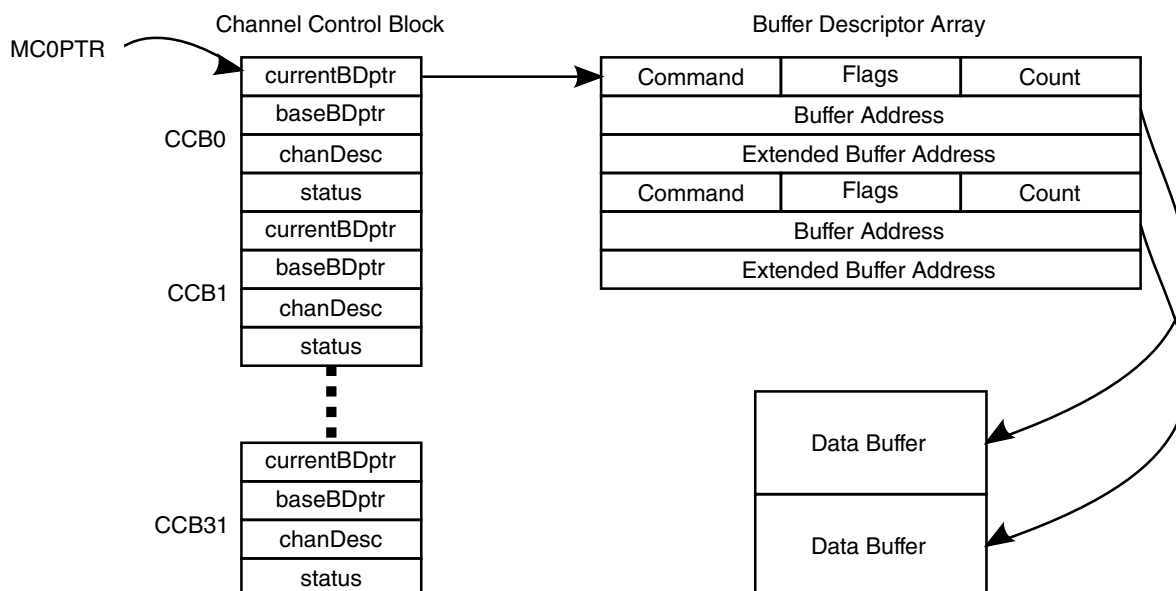 Channel Control Block
Buffer Descriptor Array
MC0PTR
currentBDptr
baseBDptr
CCB0
chanDesc
status
currentBDptr
baseBDptr
CCB1
chanDesc
status
currentBDptr
baseBDptr
CCB31
chanDesc
status
Command Flags Count
Buffer Address
Extended Buffer Address
Command Flags Count
Buffer Address
Extended Buffer Address
Data Buffer
Data Buffer